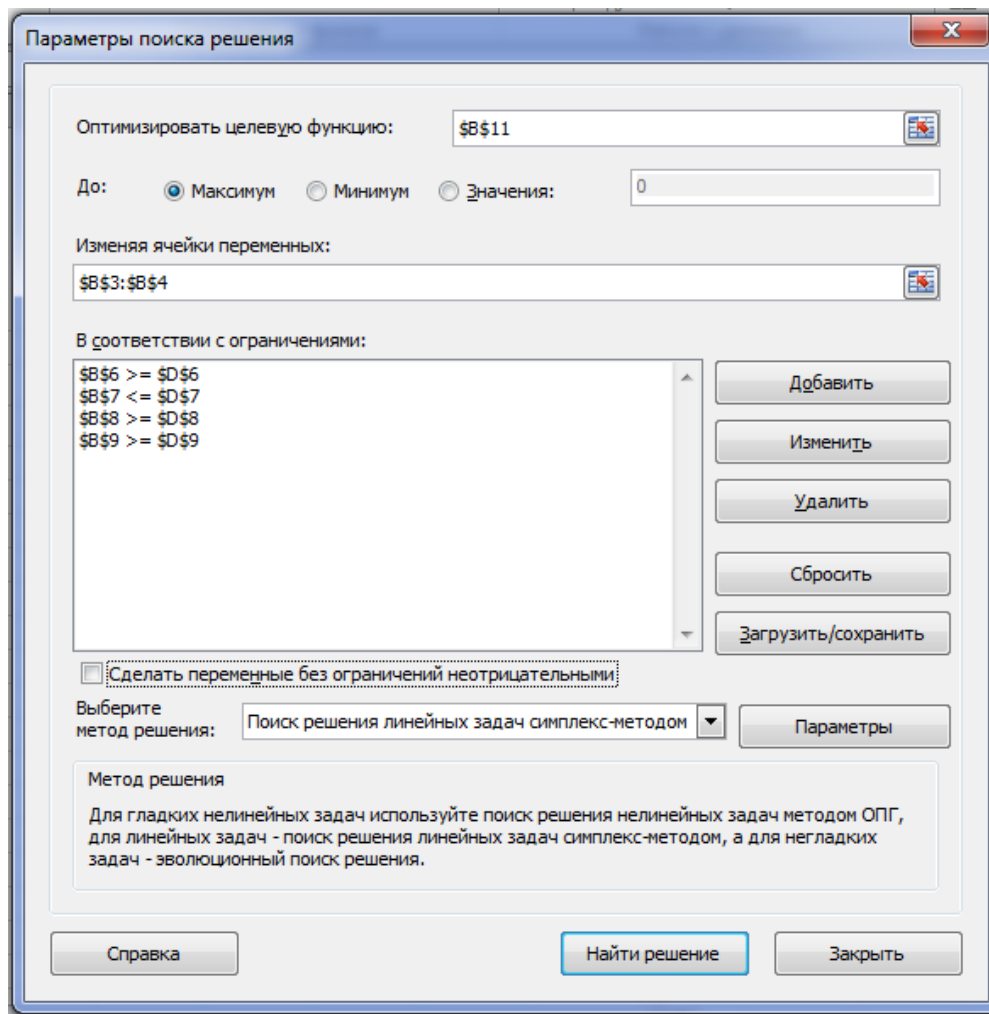 Параметры поиска решения
Оптимизировать целевую функцию: $B$11
До: Максимум Минимум Значения: 0
Изменяя ячейки переменных:
$B$3:$B$4
В соответствии с ограничениями:
$B$6 >= $D$6
$B$7 <= $D$7
$B$8 >= $D$8
$B$9 >= $D$9
Добавить
Изменить
Удалить
Сбросить
Загрузить/сохранить
Сделать переменные без ограничений неотрицательными
Выберите
метод решения:
Поиск решения линейных задач симплекс-методом
Параметры
Метод решения
Для гладких нелинейных задач используйте поиск решения нелинейных задач методом ОПГ,
для линейных задач - поиск решения линейных задач симплекс-методом, а для негладких
задач - эволюционный поиск решения.
Справка
Найти решение
Закрыть